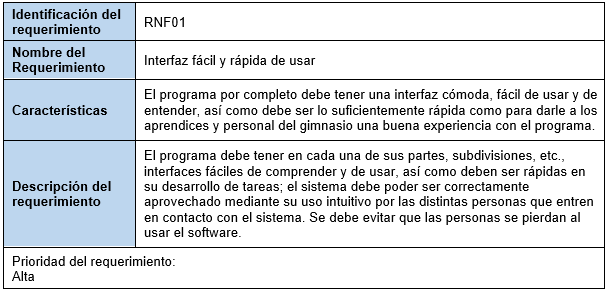 Identificación del
requerimiento
RNF01
Nombre del
Requerimiento
Interfaz fácil y rápida de usar
Características
El programa por completo debe tener una interfaz cómoda, fácil de usar y de
entender, así como debe ser lo suficientemente rápida como para darle a los
aprendices y personal del gimnasio una buena experiencia con el programa.
Descripción del
requerimiento
El programa debe tener en cada una de sus partes, subdivisiones, etc.,
interfaces fáciles de comprender y de usar, así como deben ser rápidas en
su desarrollo de tareas; el sistema debe poder ser correctamente
aprovechado mediante su uso intuitivo por las distintas personas que entren
en contacto con el sistema. Se debe evitar que las personas se pierdan al
usar el software.
Prioridad del requerimiento:
Alta